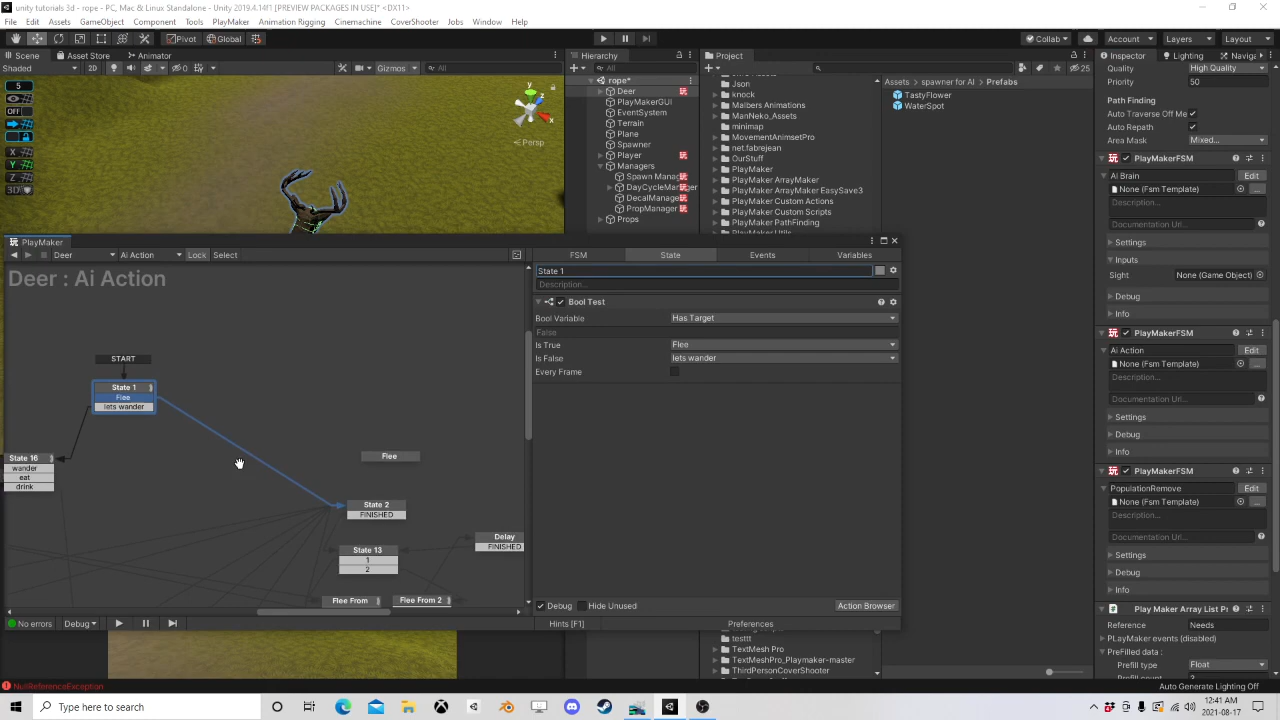 unity tutorials 3d - rope - PC, Mac & Linux Standalone - Unity 2019.4.14f1 [PREVIEW PACKAGES IN USE]* <DX11>
File Edit Assets GameObject Component Tools PlayMaker Animation Rigging Cinemachine CoverShooter Jobs Window Help
Pivot Global Collab Account Layers Layout
Scene Asset Store Animator Hierarchy Project Inspector Lighting Naviga
Shaded 2D 0 Gizmos All All 25
5
OFF
X
Y
Z
3D
y
Persp
rope*
Deer
PlayMakerGUI
EventSystem
Terrain
Plane
Spawner
Player
Managers
Spawn Manag
DayCycleManager
DecalManage
PropManager
Props
Json
knock
Malbers Animations
ManNeko_Assets
minimap
MovementAnimsetPro
net.fabrejean
OurStuff
PlayMaker
PlayMaker ArrayMaker
PlayMaker ArrayMaker EasySave3
PlayMaker Custom Actions
PlayMaker Custom Scripts
PlayMaker PathFinding
PlayMaker Utils
testtt
TextMesh Pro
TextMeshPro_Playmaker-master
ThirdPersonCoverShooter
Assets › spawner for AI › Prefabs
TastyFlower
WaterSpot
Quality High Quality
Priority 50
Path Finding
Auto Traverse Off Me
Auto Repath
Area Mask Mixed...
PlayMakerFSM
AI Brain Edit
None (Fsm Template) ...
Description...
Documentation Url...
Settings
Inputs
Sight None (Game Object)
Debug
Info
PlayMakerFSM
Ai Action Edit
None (Fsm Template) ...
Description...
Documentation Url...
Settings
Debug
Info
PlayMakerFSM
PopulationRemove Edit
None (Fsm Template) ...
Description...
Documentation Url...
Settings
Debug
Info
Play Maker Array List Pr
Reference Needs
PLayMaker events (disabled)
PreFilled data :
Prefill type Float
Prefill count 3
PlayMaker
Deer Ai Action Lock Select
Deer : Ai Action
START
State 1
Flee
lets wander
State 16
wander
eat
drink
Flee
State 2
FINISHED
State 13
1
2
Delay
FINISHED
Flee From
Flee From 2
No errors Debug
FSM State Events Variables
State 1
Description...
Bool Test
Bool Variable Has Target
False
Is True Flee
Is False lets wander
Every Frame
Debug Hide Unused Action Browser
Hints [F1] Preferences
NullReferenceException
Auto Generate Lighting Off
Type here to search
12:41 AM
2021-08-17